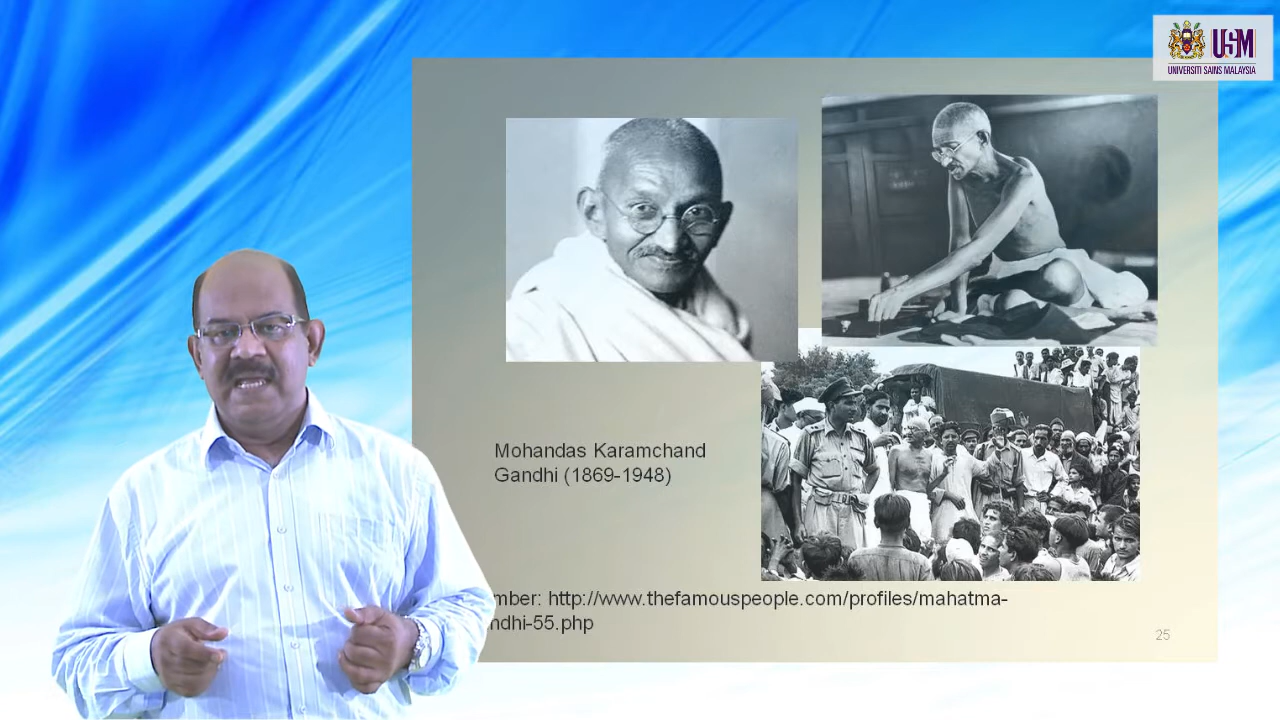 USM
UNIVERSITI SAINS MALAYSIA
Mohandas Karamchand
Gandhi (1869-1948)
mber: http://www.thefamouspeople.com/profiles/mahatma-
ndhi-55.php
25